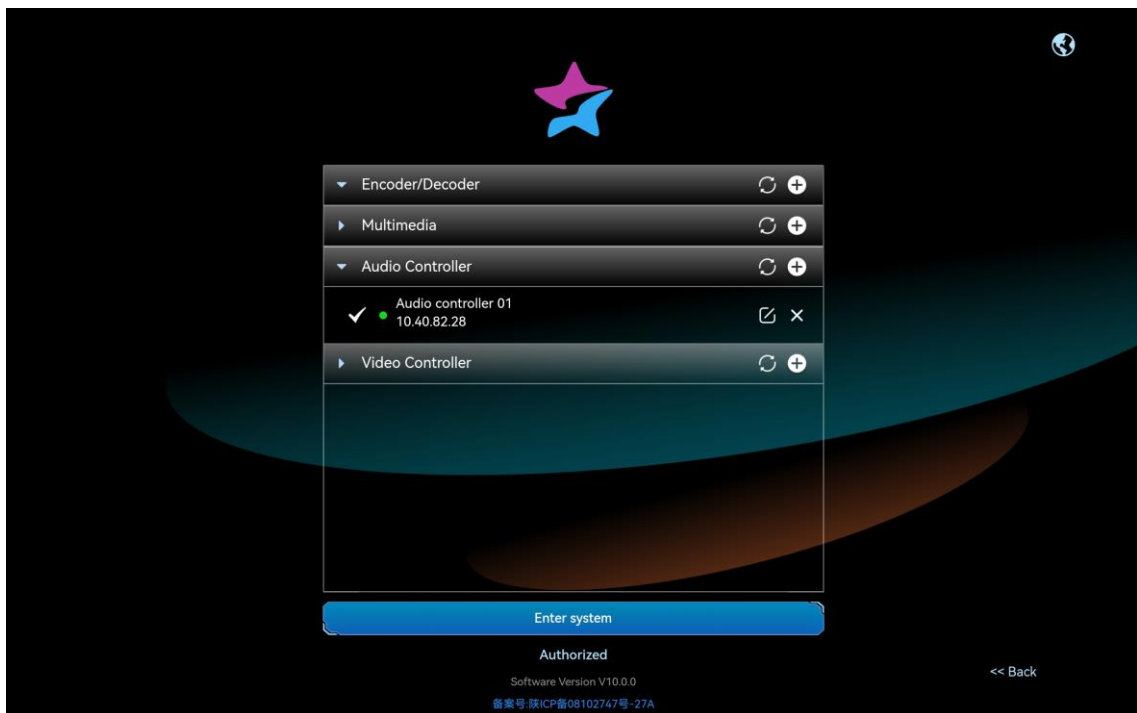 Encoder/Decoder
Multimedia
Audio Controller
Audio controller 01
10.40.82.28
Video Controller
Enter system
Authorized
<< Back
Software Version V10.0.0
备案号:陕ICP备08102747号-27A